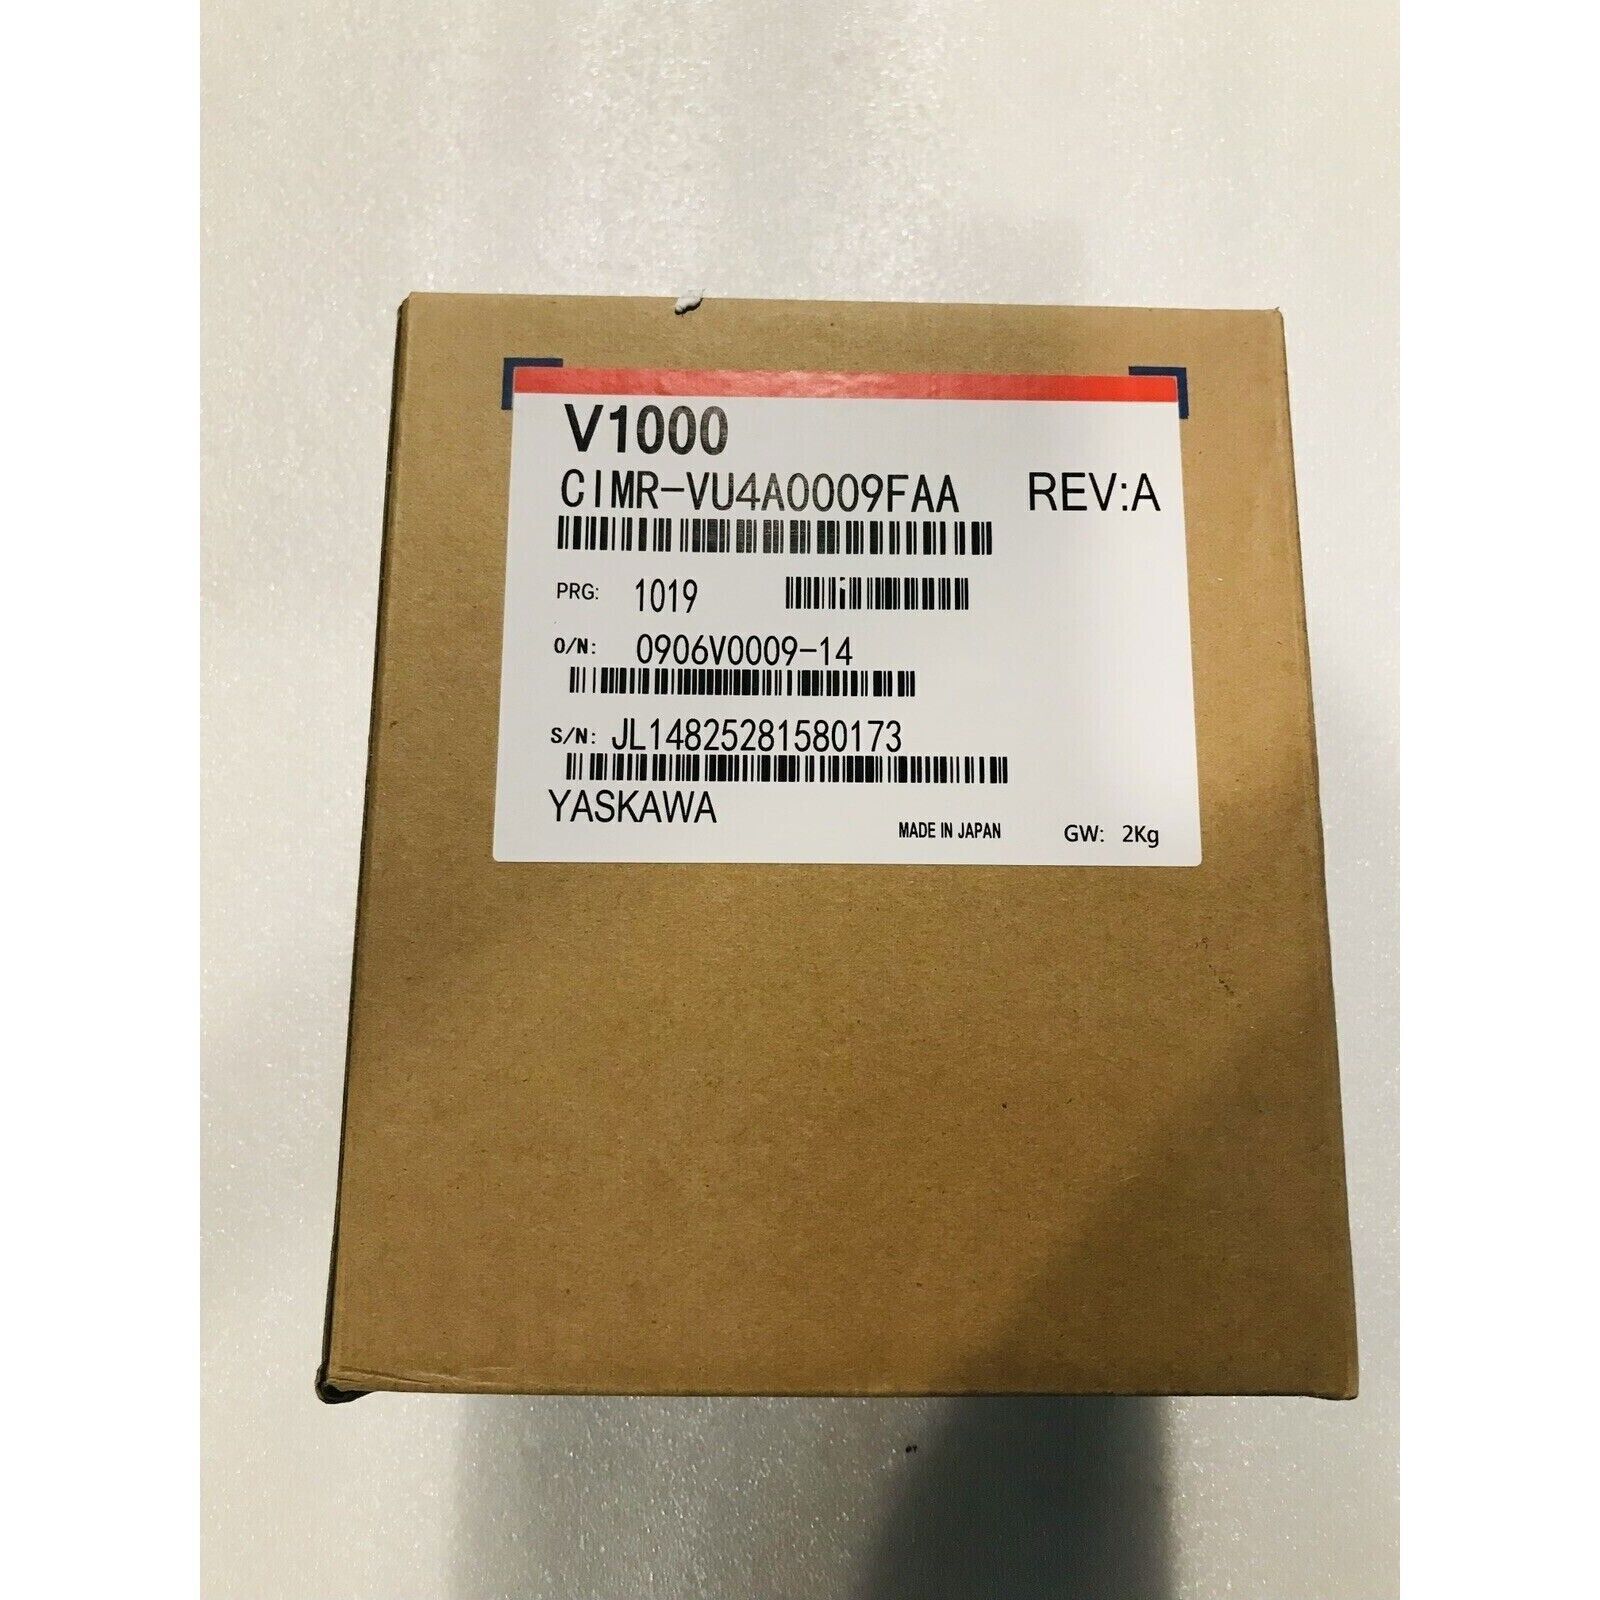 V1000
CIMR-VU4A0009FAA REV:A
PRG: 1019
O/N: 0906V0009-14
S/N: JL14825281580173
YASKAWA
MADE IN JAPAN GW: 2Kg